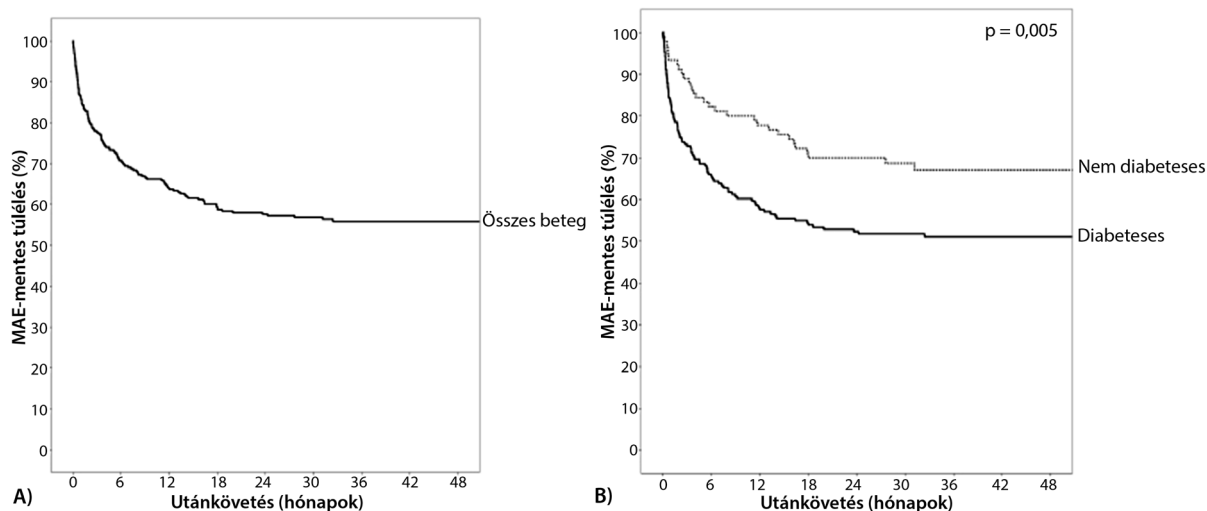 100
90
80
70
60
50
40
30
20
10
0
MAE-mentes túlélés (%)
Összes beteg
0 6 12 18 24 30 36 42 48
A)
Utánkövetés (hónapok)
p = 0,005
100
90
80
70
60
50
40
30
20
10
0
MAE-mentes túlélés (%)
Nem diabeteses
Diabeteses
0 6 12 18 24 30 36 42 48
B)
Utánkövetés (hónapok)